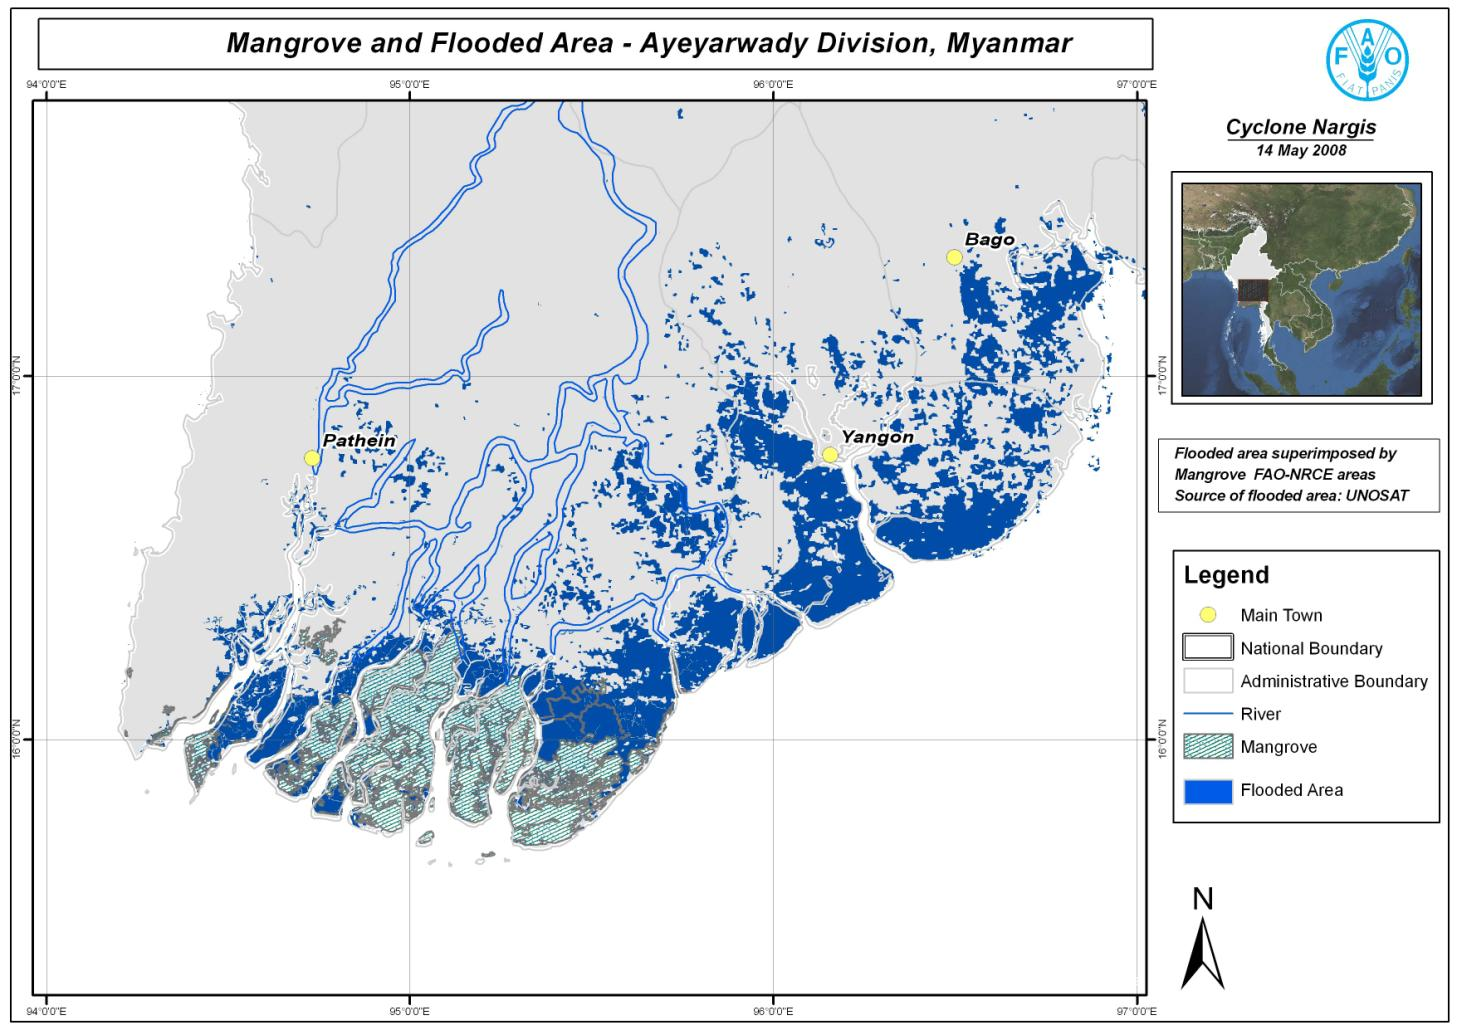 Mangrove and Flooded Area - Ayeyarwady Division, Myanmar
F A O
FIAT PANIS
Cyclone Nargis
14 May 2008
94°0'0"E 95°0'0"E 96°0'0"E 97°0'0"E
Bago
17°0'0"N 17°0'0"N
Pathein
Yangon
16°0'0"N 16°0'0"N
94°0'0"E 95°0'0"E 96°0'0"E 97°0'0"E
Flooded area superimposed by
Mangrove FAO-NRCE areas
Source of flooded area: UNOSAT
Legend
Main Town
National Boundary
Administrative Boundary
River
Mangrove
Flooded Area
N